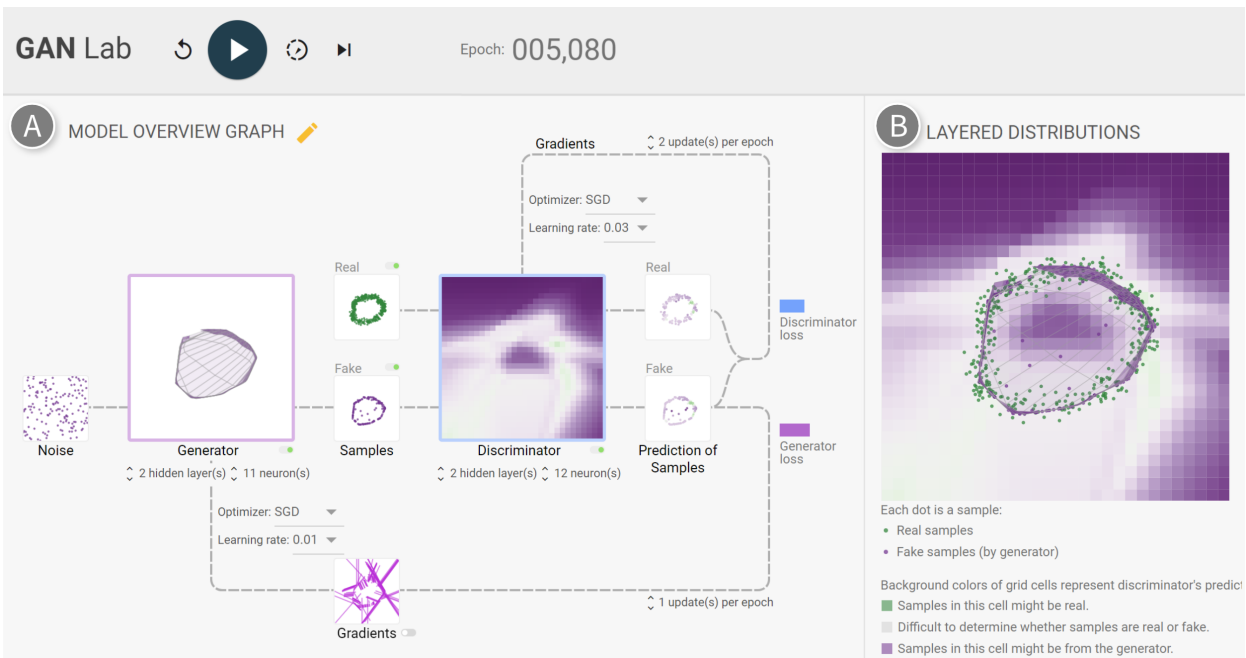 GAN Lab
Epoch: 005,080
A
MODEL OVERVIEW GRAPH
Gradients
2 update(s) per epoch
Optimizer: SGD
Learning rate: 0.03
Real
Real
Discriminator
loss
Fake
Fake
Generator
loss
Noise
Generator
Samples
Discriminator
Prediction of
Samples
2 hidden layer(s) 11 neuron(s)
2 hidden layer(s) 12 neuron(s)
Optimizer: SGD
Learning rate: 0.01
1 update(s) per epoch
Gradients
B
LAYERED DISTRIBUTIONS
Each dot is a sample:
Real samples
Fake samples (by generator)
Background colors of grid cells represent discriminator's predict
Samples in this cell might be real.
Difficult to determine whether samples are real or fake.
Samples in this cell might be from the generator.